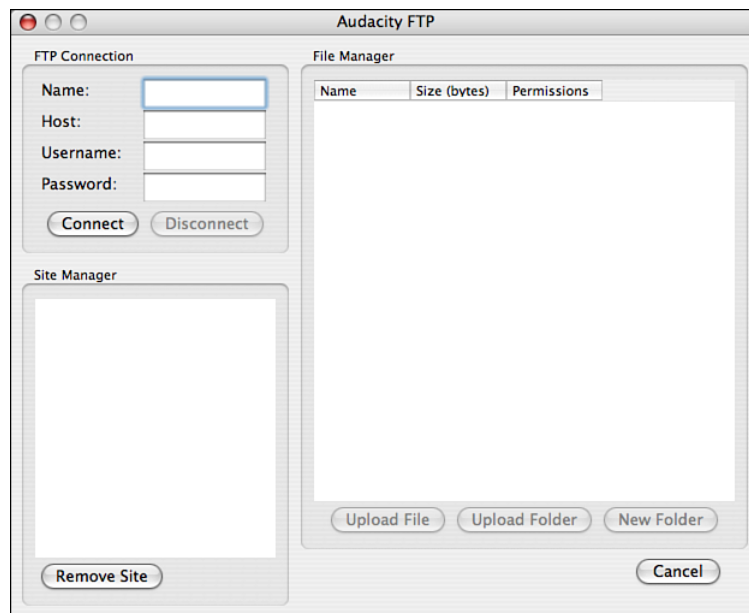 Audacity FTP
FTP Connection
Name:
Host:
Username:
Password:
Connect Disconnect
Site Manager
Remove Site
File Manager
Name Size (bytes) Permissions
Upload File Upload Folder New Folder
Cancel